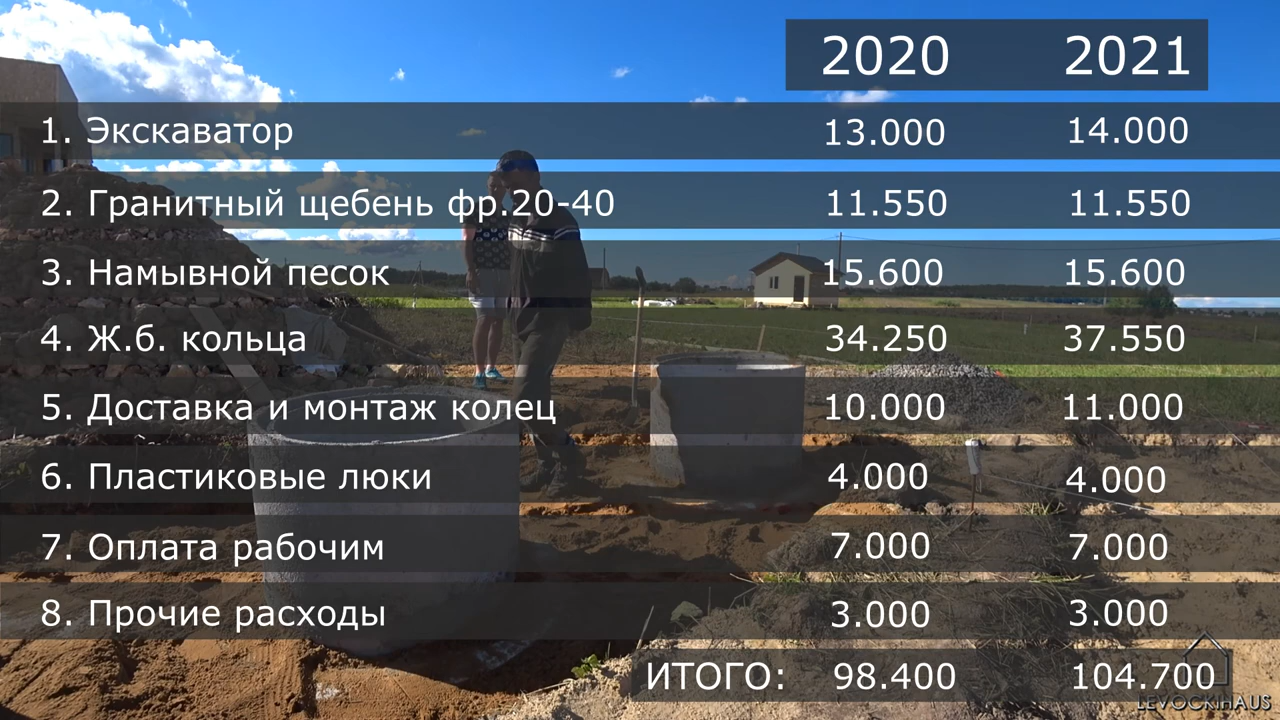 2020 2021
1. Экскаватор 13.000 14.000
2. Гранитный щебень фр.20-40 11.550 11.550
3. Намывной песок 15.600 15.600
4. Ж.б. кольца 34.250 37.550
5. Доставка и монтаж колец 10.000 11.000
6. Пластиковые люки 4.000 4.000
7. Оплата рабочим 7.000 7.000
8. Прочие расходы 3.000 3.000
ИТОГО: 98.400 104.700
LEVOCKIHAUS